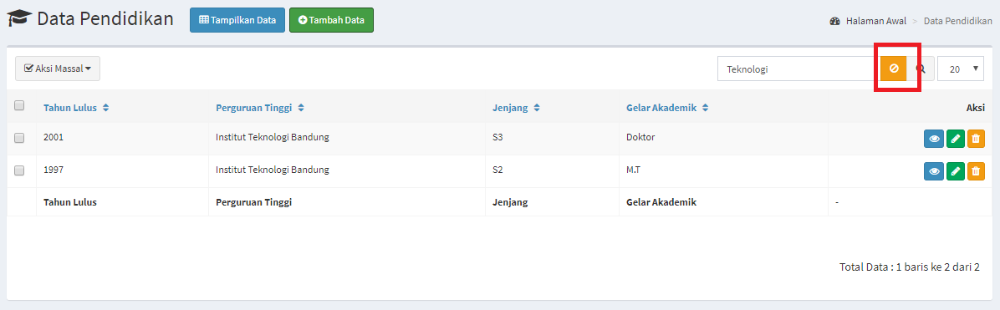 Data Pendidikan Tampilkan Data Tambah Data Halaman Awal > Data Pendidikan
Aksi Massal Teknologi 20
Tahun Lulus Perguruan Tinggi Jenjang Gelar Akademik Aksi
2001 Institut Teknologi Bandung S3 Doktor
1997 Institut Teknologi Bandung S2 M.T
Tahun Lulus Perguruan Tinggi Jenjang Gelar Akademik -
Total Data : 1 baris ke 2 dari 2